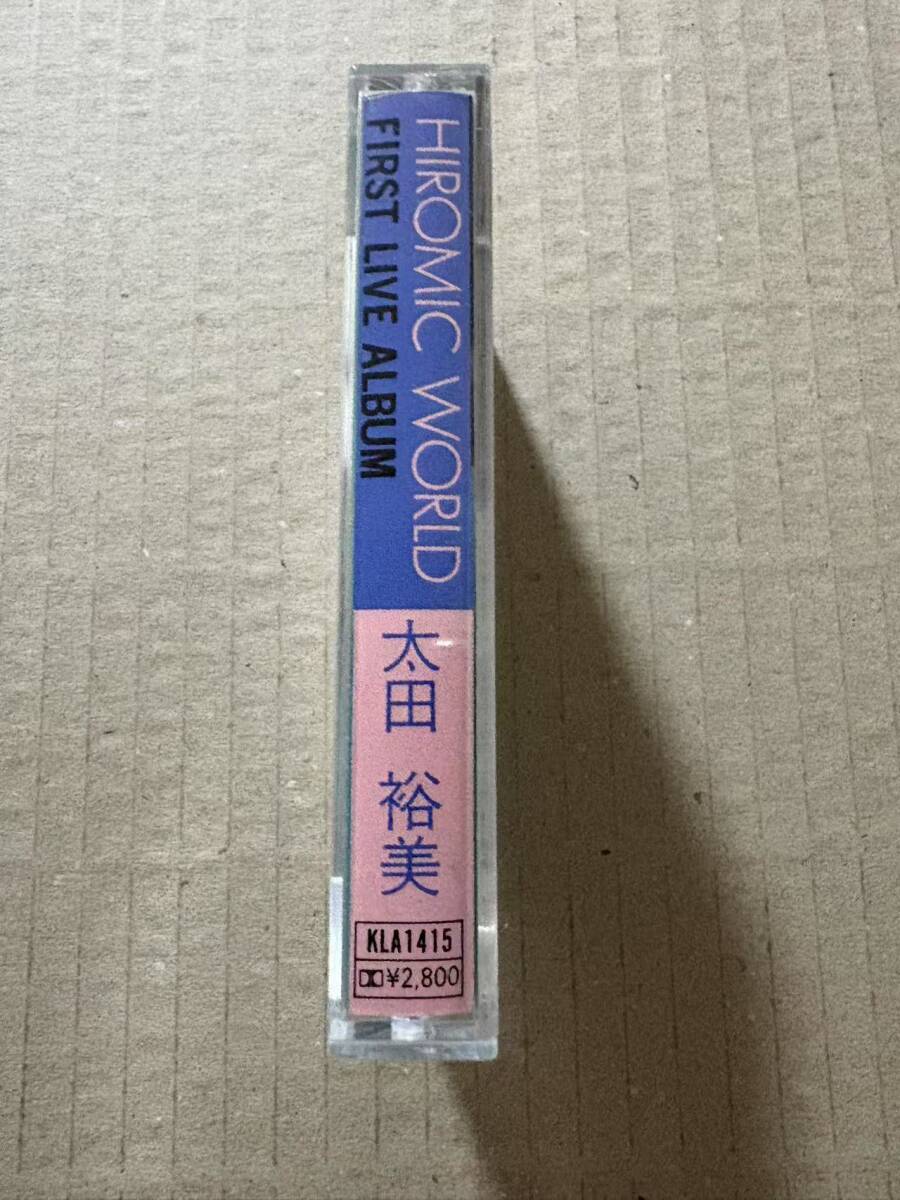 HIROMIC WORLD
FIRST LIVE ALBUM
太田 裕美
KLA1415
¥2,800